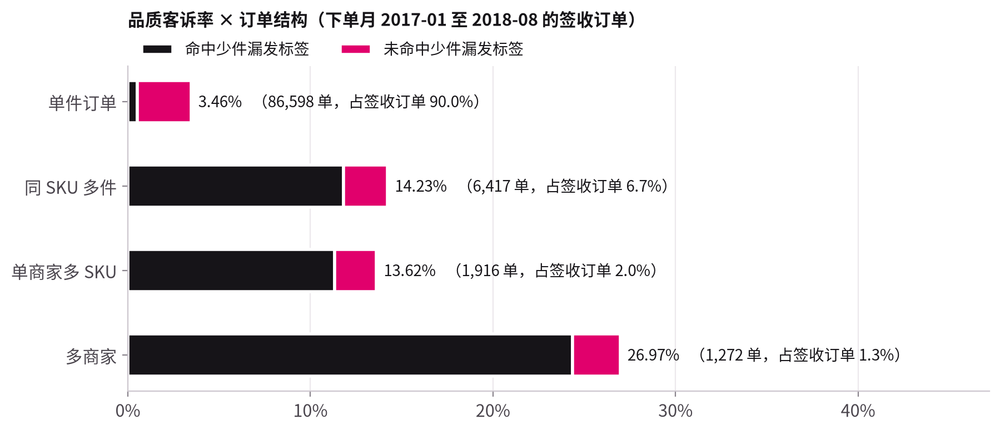 品质客诉率 × 订单结构（下单月 2017-01 至 2018-08 的签收订单）
命中少件漏发标签 未命中少件漏发标签
单件订单 3.46% （86,598 单，占签收订单 90.0%）
同 SKU 多件 14.23% （6,417 单，占签收订单 6.7%）
单商家多 SKU 13.62% （1,916 单，占签收订单 2.0%）
多商家 26.97% （1,272 单，占签收订单 1.3%）
0% 10% 20% 30% 40%